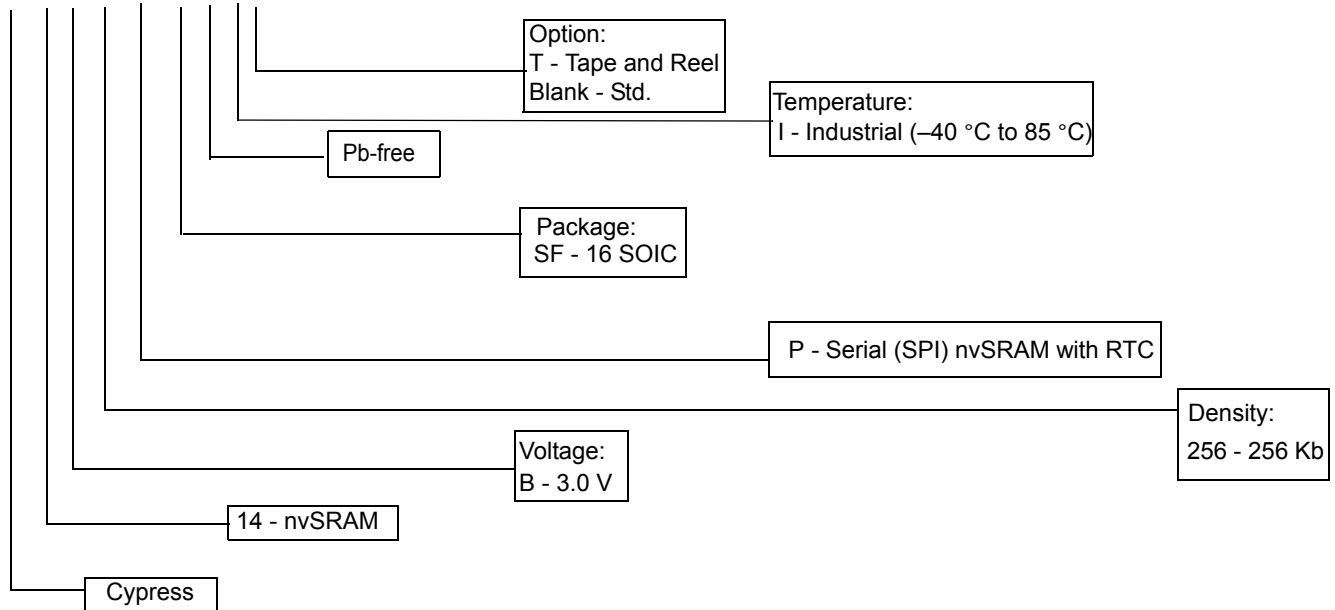 Option:
T - Tape and Reel
Blank - Std.
Temperature:
I - Industrial (–40 °C to 85 °C)
Pb-free
Package:
SF - 16 SOIC
P - Serial (SPI) nvSRAM with RTC
Density:
256 - 256 Kb
Voltage:
B - 3.0 V
14 - nvSRAM
Cypress